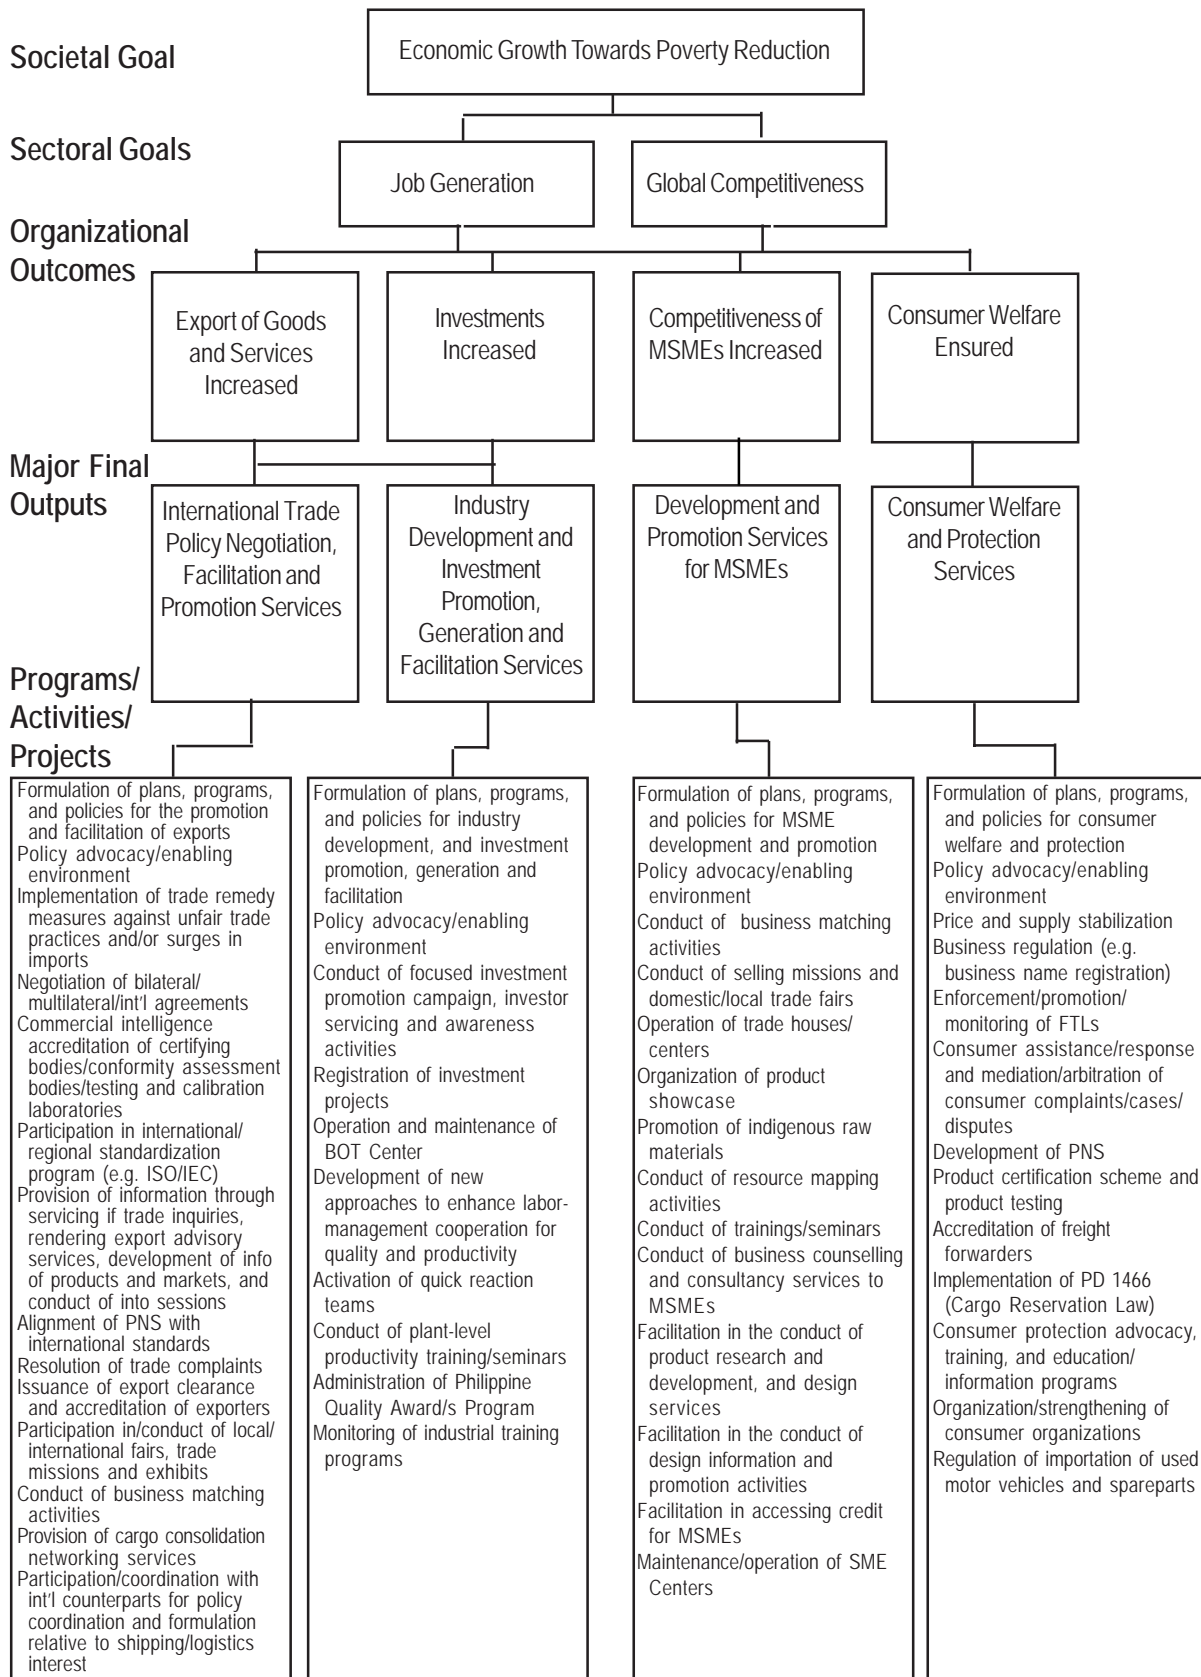 Societal Goal
Economic Growth Towards Poverty Reduction
Sectoral Goals
Job Generation
Global Competitiveness
Organizational
Outcomes
Export of Goods
and Services
Increased
Investments
Increased
Competitiveness of
MSMEs Increased
Consumer Welfare
Ensured
Major Final
Outputs
International Trade
Policy Negotiation,
Facilitation and
Promotion Services
Industry
Development and
Investment
Promotion,
Generation and
Facilitation Services
Development and
Promotion Services
for MSMEs
Consumer Welfare
and Protection
Services
Programs/
Activities/
Projects
Formulation of plans, programs,
and policies for the promotion
and facilitation of exports
Policy advocacy/enabling
environment
Implementation of trade remedy
measures against unfair trade
practices and/or surges in
imports
Negotiation of bilateral/
multilateral/int'l agreements
Commercial intelligence
accreditation of certifying
bodies/conformity assessment
bodies/testing and calibration
laboratories
Participation in international/
regional standardization
program (e.g. ISO/IEC)
Provision of information through
servicing if trade inquiries,
rendering export advisory
services, development of info
of products and markets, and
conduct of into sessions
Alignment of PNS with
international standards
Resolution of trade complaints
Issuance of export clearance
and accreditation of exporters
Participation in/conduct of local/
international fairs, trade
missions and exhibits
Conduct of business matching
activities
Provision of cargo consolidation
networking services
Participation/coordination with
int'l counterparts for policy
coordination and formulation
relative to shipping/logistics
interest
Formulation of plans, programs,
and policies for industry
development, and investment
promotion, generation and
facilitation
Policy advocacy/enabling
environment
Conduct of focused investment
promotion campaign, investor
servicing and awareness
activities
Registration of investment
projects
Operation and maintenance of
BOT Center
Development of new
approaches to enhance labor-
management cooperation for
quality and productivity
Activation of quick reaction
teams
Conduct of plant-level
productivity training/seminars
Administration of Philippine
Quality Award/s Program
Monitoring of industrial training
programs
Formulation of plans, programs,
and policies for MSME
development and promotion
Policy advocacy/enabling
environment
Conduct of business matching
activities
Conduct of selling missions and
domestic/local trade fairs
Operation of trade houses/
centers
Organization of product
showcase
Promotion of indigenous raw
materials
Conduct of resource mapping
activities
Conduct of trainings/seminars
Conduct of business counselling
and consultancy services to
MSMEs
Facilitation in the conduct of
product research and
development, and design
services
Facilitation in the conduct of
design information and
promotion activities
Facilitation in accessing credit
for MSMEs
Maintenance/operation of SME
Centers
Formulation of plans, programs,
and policies for consumer
welfare and protection
Policy advocacy/enabling
environment
Price and supply stabilization
Business regulation (e.g.
business name registration)
Enforcement/promotion/
monitoring of FTLs
Consumer assistance/response
and mediation/arbitration of
consumer complaints/cases/
disputes
Development of PNS
Product certification scheme and
product testing
Accreditation of freight
forwarders
Implementation of PD 1466
(Cargo Reservation Law)
Consumer protection advocacy,
training, and education/
information programs
Organization/strengthening of
consumer organizations
Regulation of importation of used
motor vehicles and spareparts